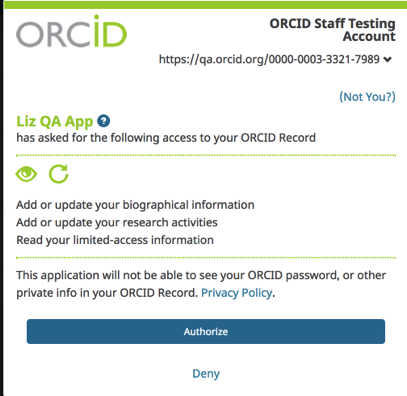 ORCID
ORCID Staff Testing
Account
https://qa.orcid.org/0000-0003-3321-7989
(Not You?)
Liz QA App ?
has asked for the following access to your ORCID Record
Add or update your biographical information
Add or update your research activities
Read your limited-access information
This application will not be able to see your ORCID password, or other
private info in your ORCID Record. Privacy Policy.
Authorize
Deny